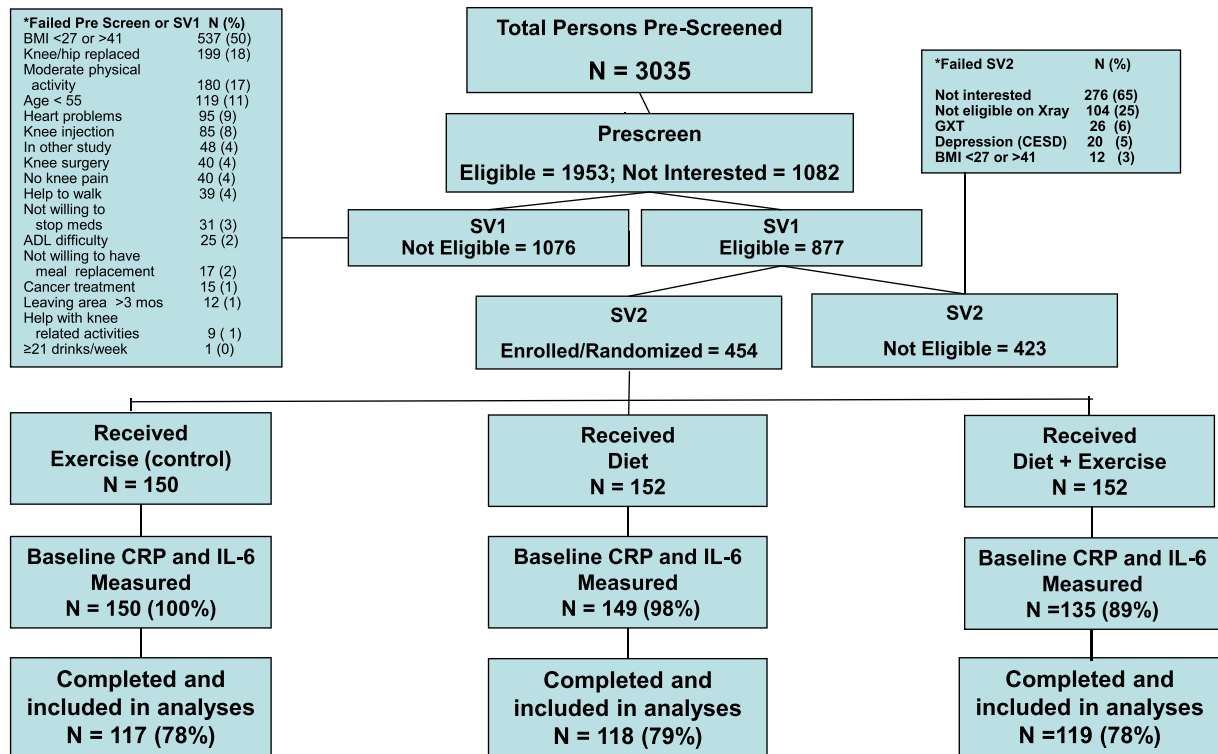 *Failed Pre Screen or SV1  N (%)
BMI <27 or >41 537 (50)
Knee/hip replaced 199 (18)
Moderate physical
activity 180 (17)
Age < 55 119 (11)
Heart problems 95 (9)
Knee injection 85 (8)
In other study 48 (4)
Knee surgery 40 (4)
No knee pain 40 (4)
Help to walk 39 (4)
Not willing to
stop meds 31 (3)
ADL difficulty 25 (2)
Not willing to have
meal replacement 17 (2)
Cancer treatment 15 (1)
Leaving area >3 mos 12 (1)
Help with knee
related activities 9 ( 1)
≥21 drinks/week 1 (0)
Total Persons Pre-Screened
N = 3035
*Failed SV2 N (%)
Not interested 276 (65)
Not eligible on Xray 104 (25)
GXT 26 (6)
Depression (CESD) 20 (5)
BMI <27 or >41 12 (3)
Prescreen
Eligible = 1953; Not Interested = 1082
SV1
Not Eligible = 1076
SV1
Eligible = 877
SV2
Enrolled/Randomized = 454
SV2
Not Eligible = 423
Received
Exercise (control)
N = 150
Received
Diet
N = 152
Received
Diet + Exercise
N = 152
Baseline CRP and IL-6
Measured
N = 150 (100%)
Baseline CRP and IL-6
Measured
N = 149 (98%)
Baseline CRP and IL-6
Measured
N =135 (89%)
Completed and
included in analyses
N = 117 (78%)
Completed and
included in analyses
N = 118 (79%)
Completed and
included in analyses
N =119 (78%)